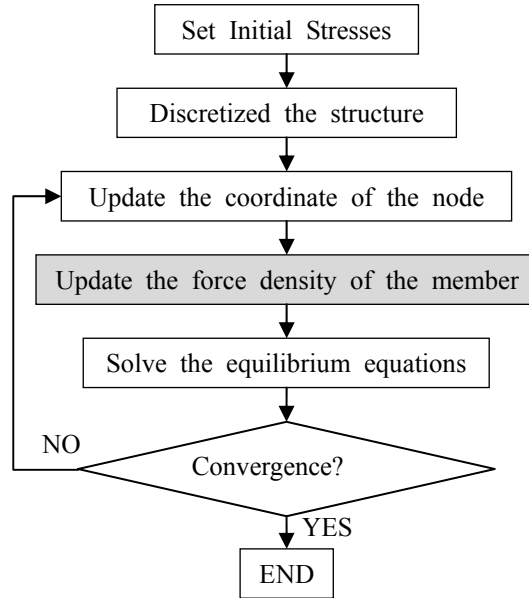 Set Initial Stresses
Discretized the structure
Update the coordinate of the node
Update the force density of the member
Solve the equilibrium equations
NO
Convergence?
YES
END